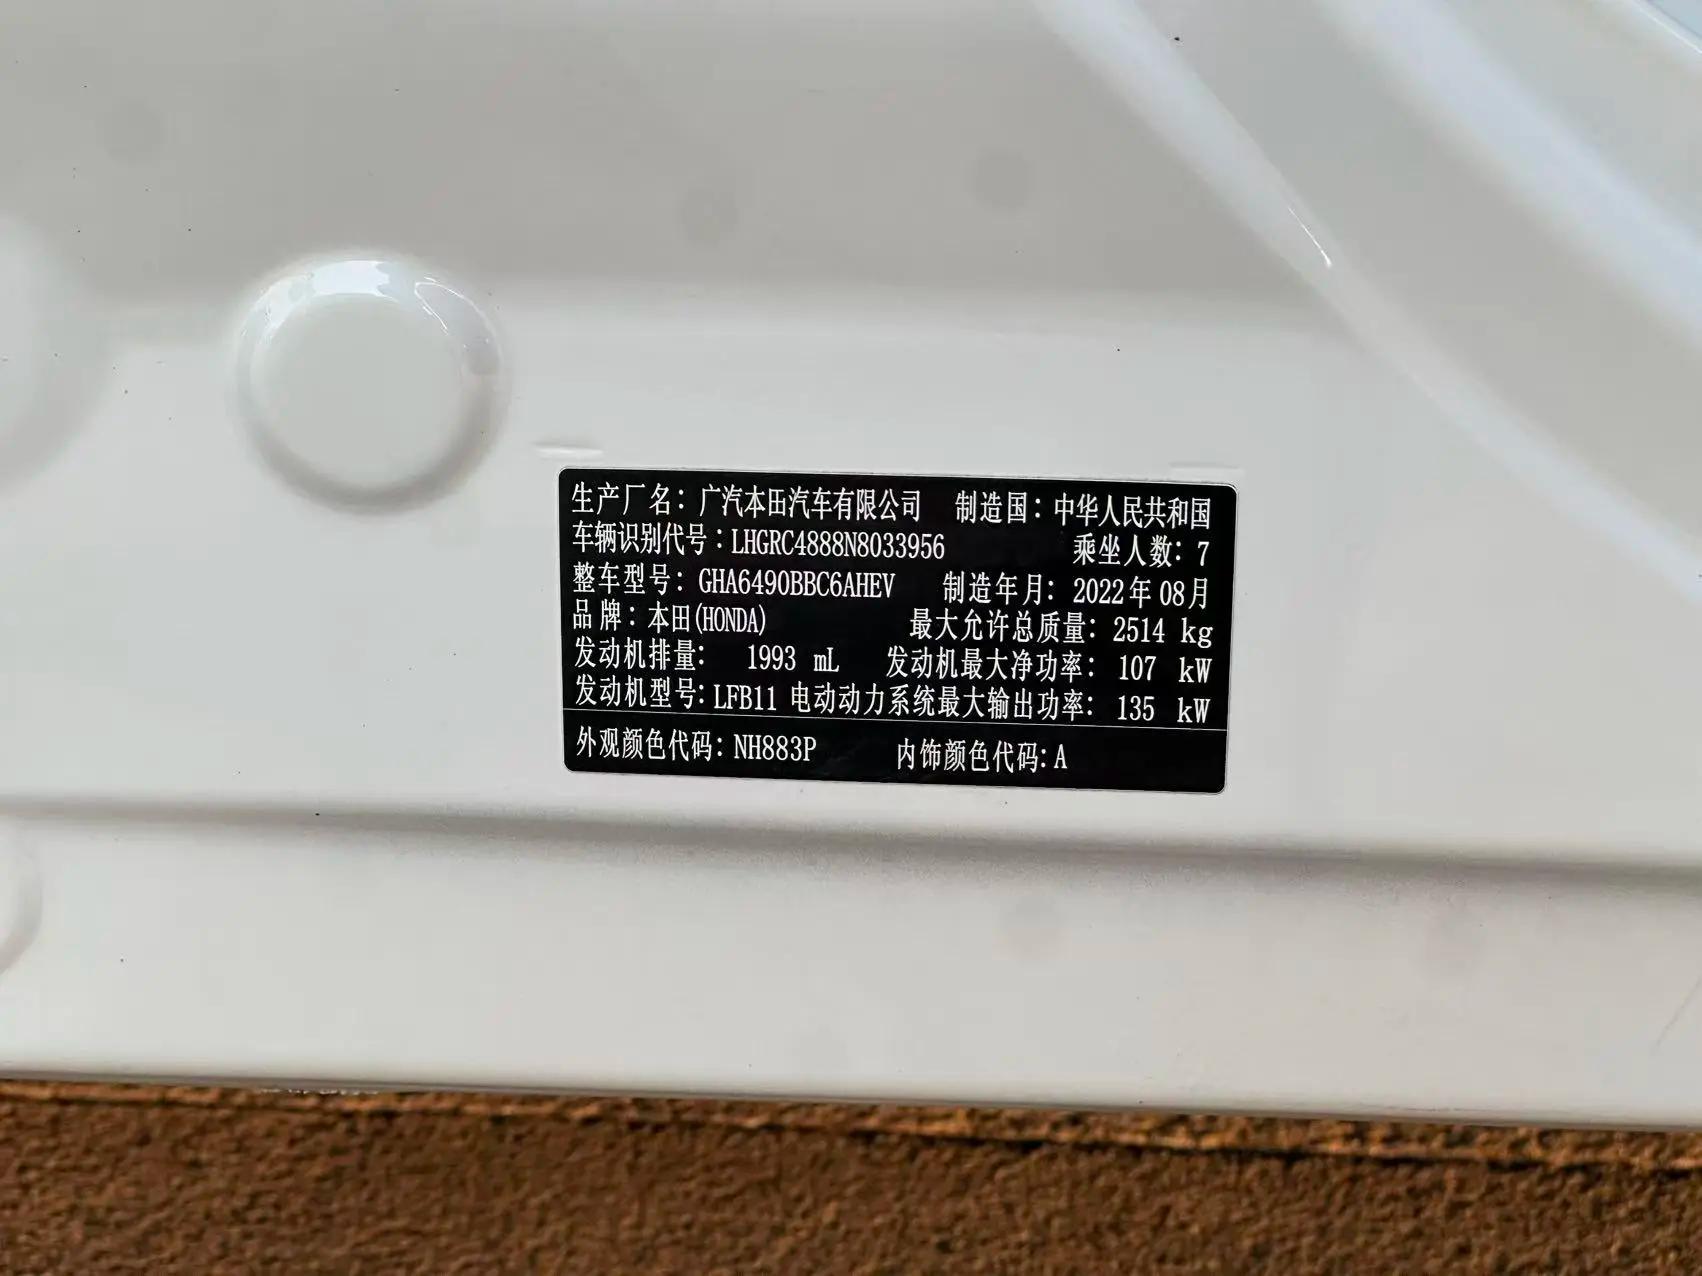 生产厂名：广汽本田汽车有限公司 制造国：中华人民共和国
车辆识别代号：LHGRC4888N8033956 乘坐人数：7
整车型号：GHA6490BBC6AHEV 制造年月：2022年08月
品牌：本田(HONDA) 最大允许总质量：2514 kg
发动机排量： 1993 mL 发动机最大净功率：107 kW
发动机型号：LFB11 电动动力系统最大输出功率：135 kW
外观颜色代码：NH883P 内饰颜色代码：A